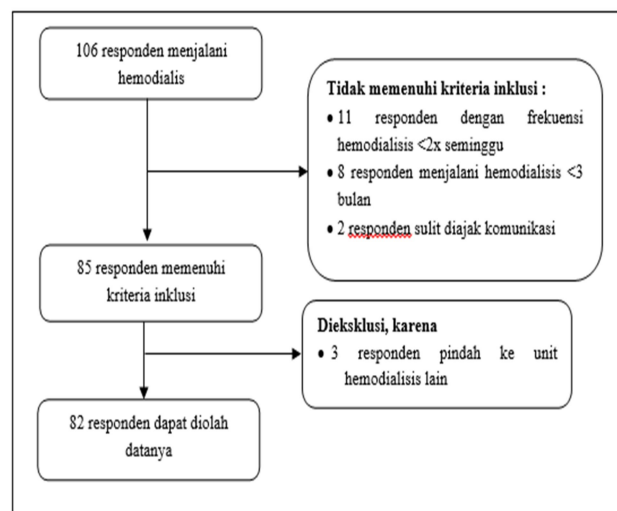 106 responden menjalani
hemodialis
Tidak memenuhi kriteria inklusi :
• 11 responden dengan frekuensi
hemodialisis <2x seminggu
• 8 responden menjalani hemodialisis <3
bulan
• 2 responden sulit diajak komunikasi
85 responden memenuhi
kriteria inklusi
Dieksklusi, karena
• 3 responden pindah ke unit
hemodialisis lain
82 responden dapat diolah
datanya